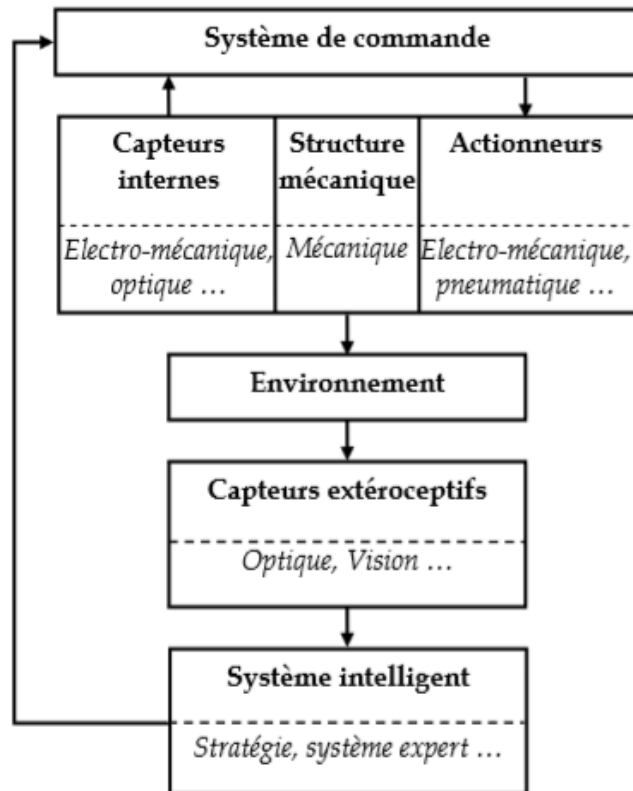 Système de commande
Capteurs internes
Structure mécanique
Actionneurs
Electro-mécanique, optique …
Mécanique
Electro-mécanique, pneumatique …
Environnement
Capteurs extéroceptifs
Optique, Vision …
Système intelligent
Stratégie, système expert …